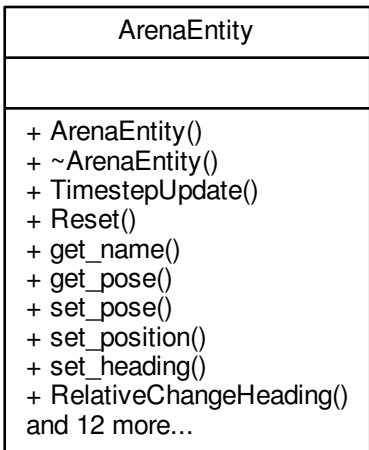 ArenaEntity
+ ArenaEntity()
+ ~ArenaEntity()
+ TimestepUpdate()
+ Reset()
+ get_name()
+ get_pose()
+ set_pose()
+ set_position()
+ set_heading()
+ RelativeChangeHeading()
and 12 more...